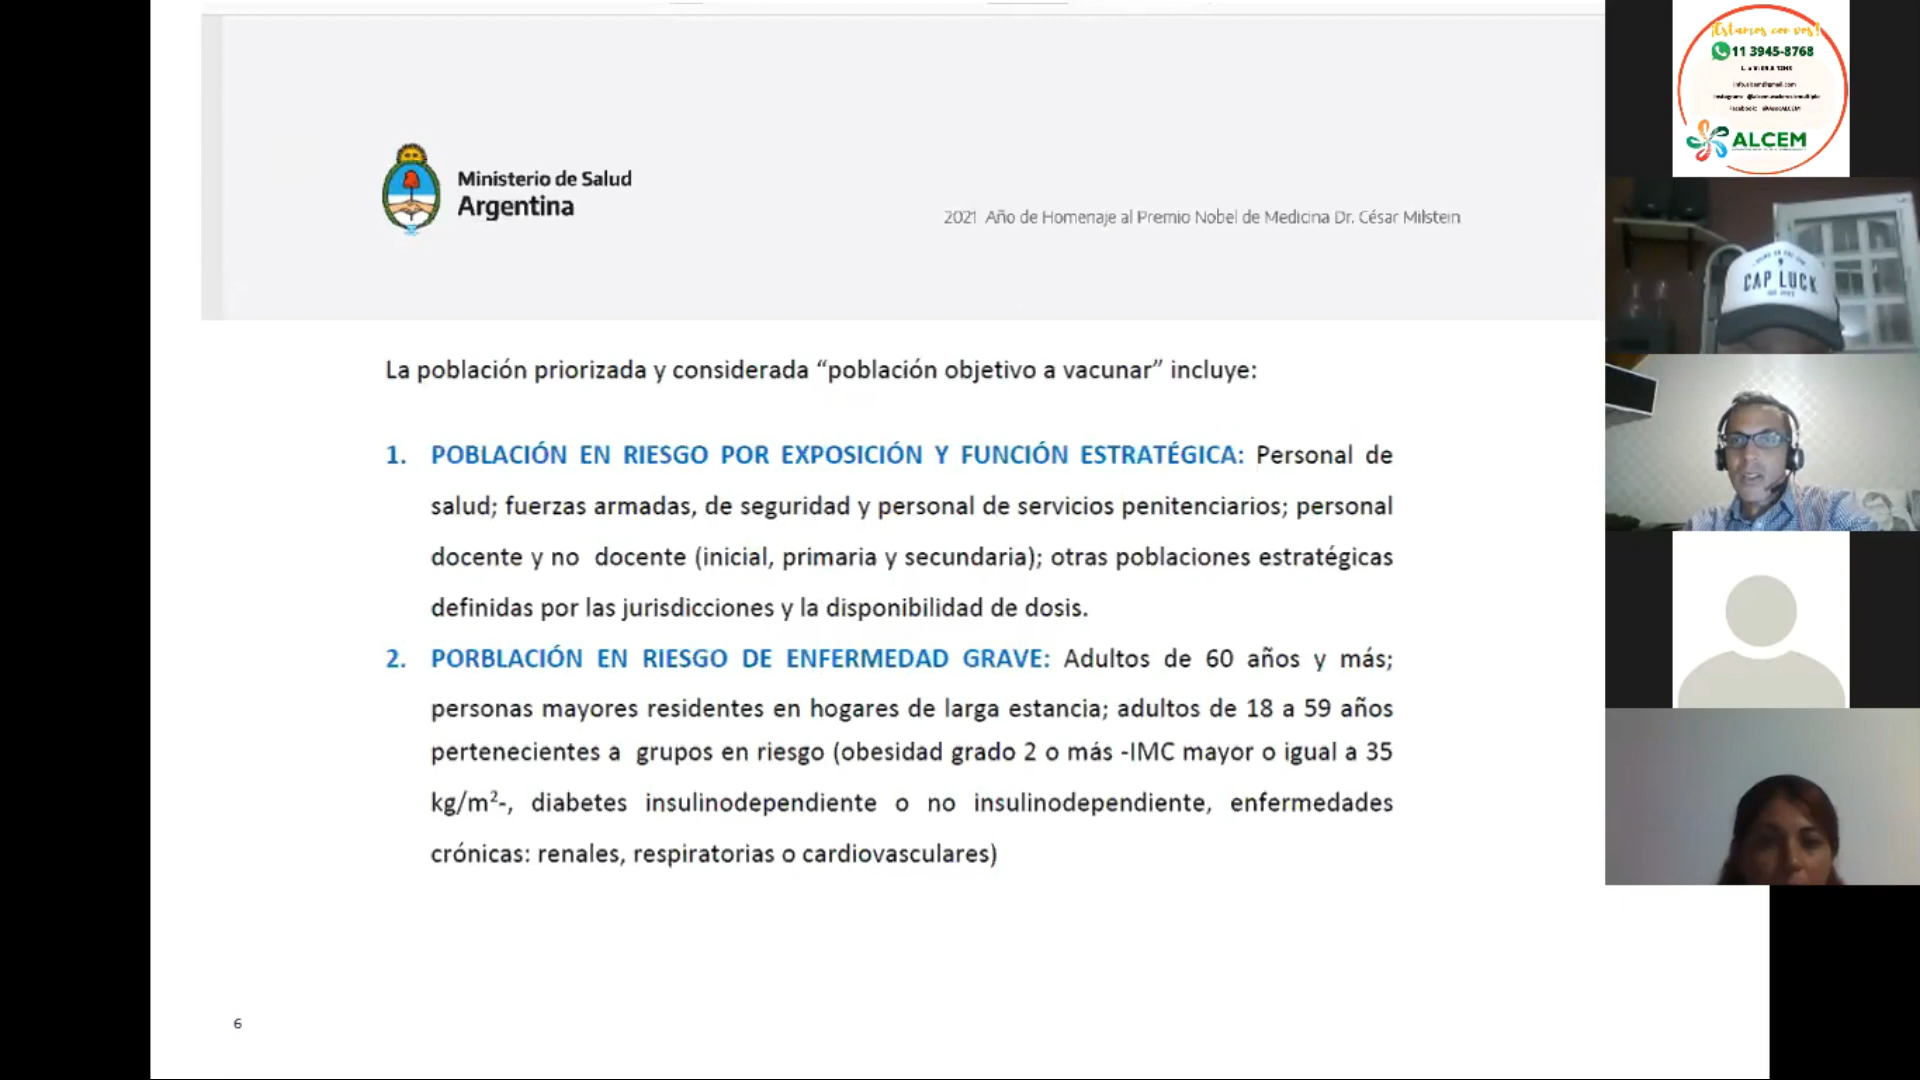 Ministerio de Salud
Argentina
2021 Año de Homenaje al Premio Nobel de Medicina Dr. César Milstein
La población priorizada y considerada “población objetivo a vacunar” incluye:
1. POBLACIÓN EN RIESGO POR EXPOSICIÓN Y FUNCIÓN ESTRATÉGICA: Personal de
salud; fuerzas armadas, de seguridad y personal de servicios penitenciarios; personal
docente y no docente (inicial, primaria y secundaria); otras poblaciones estratégicas
definidas por las jurisdicciones y la disponibilidad de dosis.
2. PORBLACIÓN EN RIESGO DE ENFERMEDAD GRAVE: Adultos de 60 años y más;
personas mayores residentes en hogares de larga estancia; adultos de 18 a 59 años
pertenecientes a grupos en riesgo (obesidad grado 2 o más -IMC mayor o igual a 35
kg/m²-, diabetes insulinodependiente o no insulinodependiente, enfermedades
crónicas: renales, respiratorias o cardiovasculares)
6
¡Estamos con vos!
11 3945-8768
ALCEM
CAP LUCK